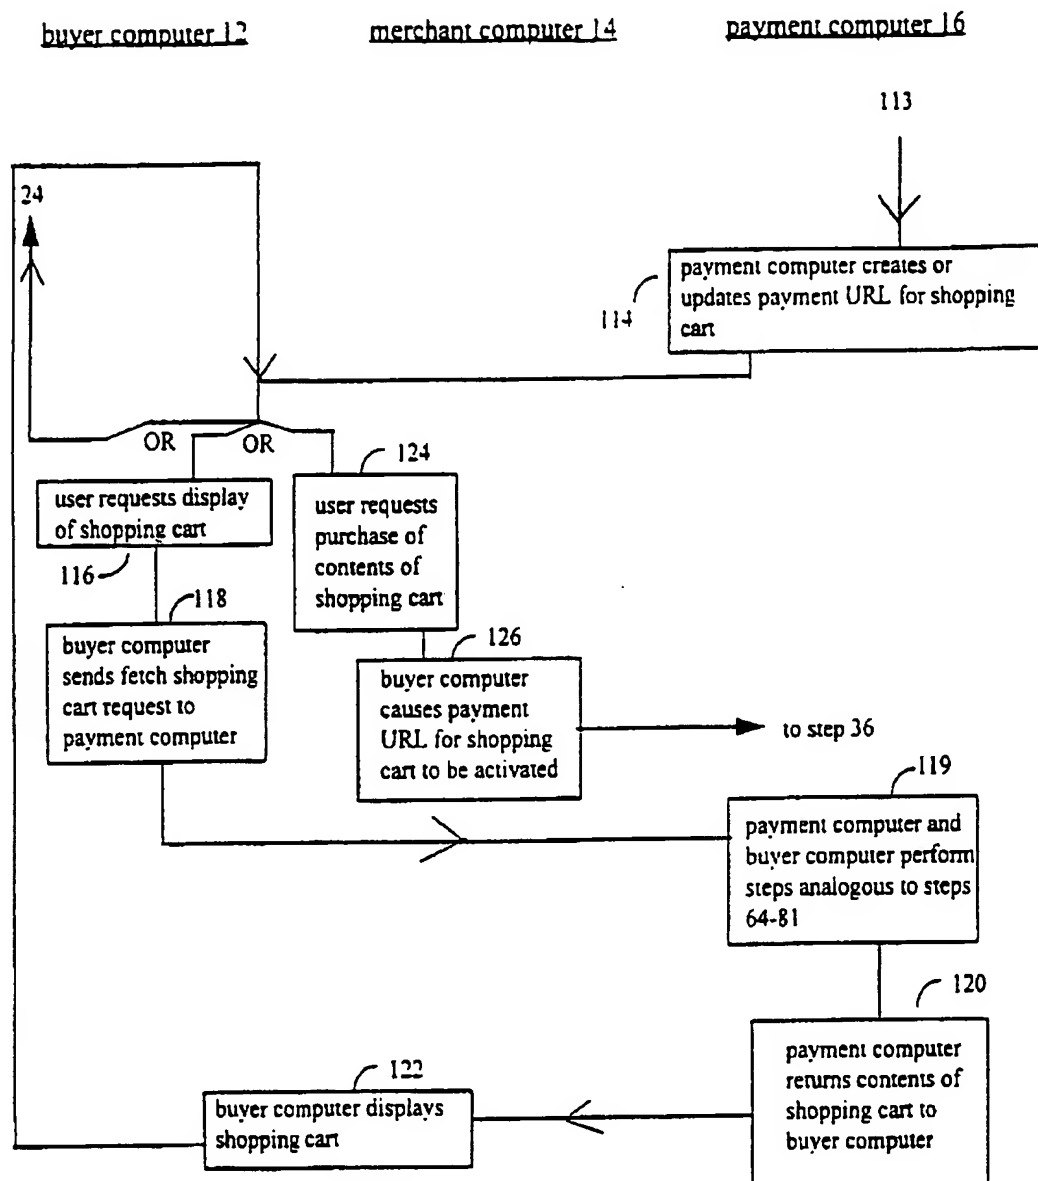 buyer computer 12
merchant computer 14
payment computer 16
113
24
payment computer creates or
updates payment URL for shopping
cart
114
OR
OR
124
user requests display
of shopping cart
116
user requests
purchase of
contents of
shopping cart
118
buyer computer
sends fetch shopping
cart request to
payment computer
126
buyer computer
causes payment
URL for shopping
cart to be activated
to step 36
119
payment computer and
buyer computer perform
steps analogous to steps
64-81
120
payment computer
returns contents of
shopping cart to
buyer computer
122
buyer computer displays
shopping cart